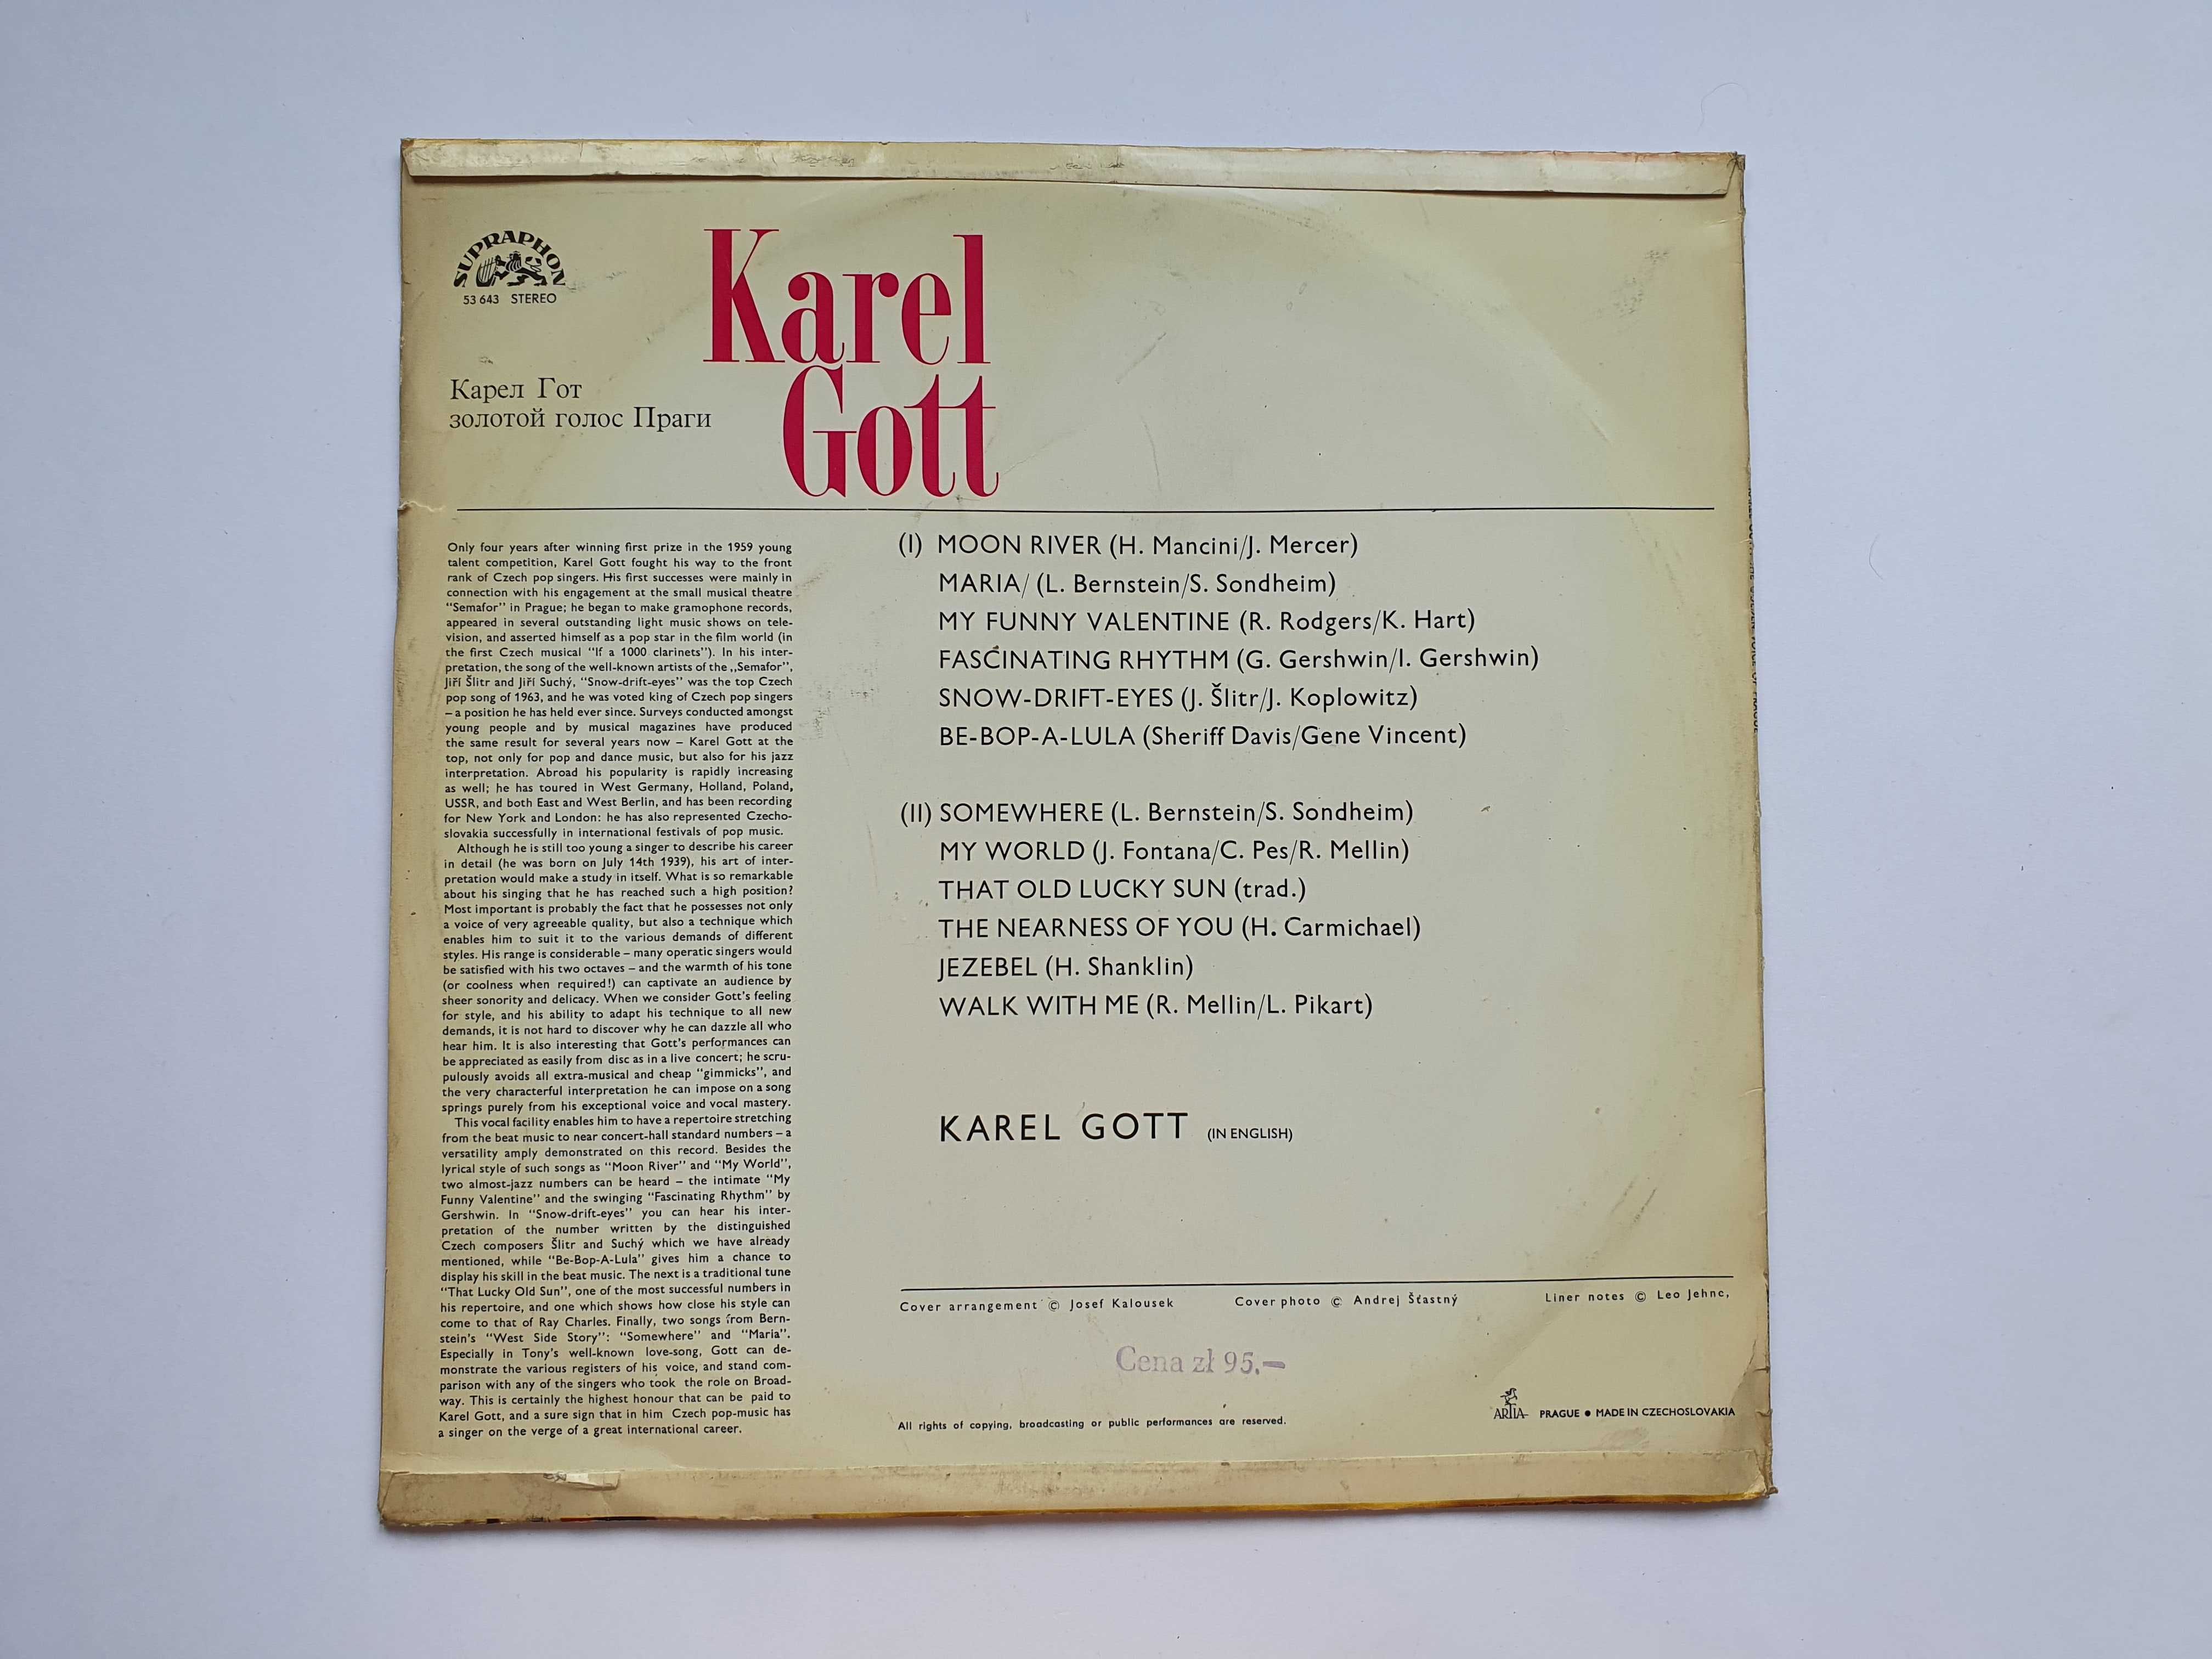 SUPRAPHON
53 643 STEREO
Karel
Gott
Карел Гот
золотой голос Праги
Only four years after winning first prize in the 1959 young
talent competition, Karel Gott fought his way to the front
rank of Czech pop singers. His first successes were mainly in
connection with his engagement at the small musical theatre
"Semafor" in Prague; he began to make gramophone records,
appeared in several outstanding light music shows on tele-
vision, and asserted himself as a pop star in the film world (in
the first Czech musical "If a 1000 clarinets"). In his inter-
pretation, the song of the well-known artists of the „Semafor",
Jiří Šlitr and Jiří Suchý, "Snow-drift-eyes" was the top Czech
pop song of 1963, and he was voted king of Czech pop singers
– a position he has held ever since. Surveys conducted amongst
young people and by musical magazines have produced
the same result for several years now – Karel Gott at the
top, not only for pop and dance music, but also for his jazz
interpretation. Abroad his popularity is rapidly increasing
as well; he has toured in West Germany, Holland, Poland,
USSR, and both East and West Berlin, and has been recording
for New York and London: he has also represented Czecho-
slovakia successfully in international festivals of pop music.
Although he is still too young a singer to describe his career
in detail (he was born on July 14th 1939), his art of inter-
pretation would make a study in itself. What is so remarkable
about his singing that he has reached such a high position?
Most important is probably the fact that he possesses not only
a voice of very agreeable quality, but also a technique which
enables him to suit it to the various demands of different
styles. His range is considerable – many operatic singers would
be satisfied with his two octaves – and the warmth of his tone
(or coolness when required!) can captivate an audience by
sheer sonority and delicacy. When we consider Gott's feeling
for style, and his ability to adapt his technique to all new
demands, it is not hard to discover why he can dazzle all who
hear him. It is also interesting that Gott's performances can
be appreciated as easily from disc as in a live concert; he scru-
pulously avoids all extra-musical and cheap "gimmicks", and
the very characterful interpretation he can impose on a song
springs purely from his exceptional voice and vocal mastery.
This vocal facility enables him to have a repertoire stretching
from the beat music to near concert-hall standard numbers – a
versatility amply demonstrated on this record. Besides the
lyrical style of such songs as "Moon River" and "My World",
two almost-jazz numbers can be heard – the intimate "My
Funny Valentine" and the swinging "Fascinating Rhythm" by
Gershwin. In "Snow-drift-eyes" you can hear his inter-
pretation of the number written by the distinguished
Czech composers Šlitr and Suchý which we have already
mentioned, while "Be-Bop-A-Lula" gives him a chance to
display his skill in the beat music. The next is a traditional tune
"That Lucky Old Sun", one of the most successful numbers in
his repertoire, and one which shows how close his style can
come to that of Ray Charles. Finally, two songs from Bern-
stein's "West Side Story": "Somewhere" and "Maria".
Especially in Tony's well-known love-song, Gott can de-
monstrate the various registers of his voice, and stand com-
parison with any of the singers who took the role on Broad-
way. This is certainly the highest honour that can be paid to
Karel Gott, and a sure sign that in him Czech pop-music has
a singer on the verge of a great international career.
(I) MOON RIVER (H. Mancini/J. Mercer)
MARIA/ (L. Bernstein/S. Sondheim)
MY FUNNY VALENTINE (R. Rodgers/K. Hart)
FASCINATING RHYTHM (G. Gershwin/I. Gershwin)
SNOW-DRIFT-EYES (J. Šlitr/J. Koplowitz)
BE-BOP-A-LULA (Sheriff Davis/Gene Vincent)
(II) SOMEWHERE (L. Bernstein/S. Sondheim)
MY WORLD (J. Fontana/C. Pes/R. Mellin)
THAT OLD LUCKY SUN (trad.)
THE NEARNESS OF YOU (H. Carmichael)
JEZEBEL (H. Shanklin)
WALK WITH ME (R. Mellin/L. Pikart)
KAREL GOTT (IN ENGLISH)
Cover arrangement © Josef Kalousek Cover photo © Andrej Šťastný Liner notes © Leo Jehne,
Cena zł 95,–
All rights of copying, broadcasting or public performances are reserved.
ARTIA PRAGUE ● MADE IN CZECHOSLOVAKIA